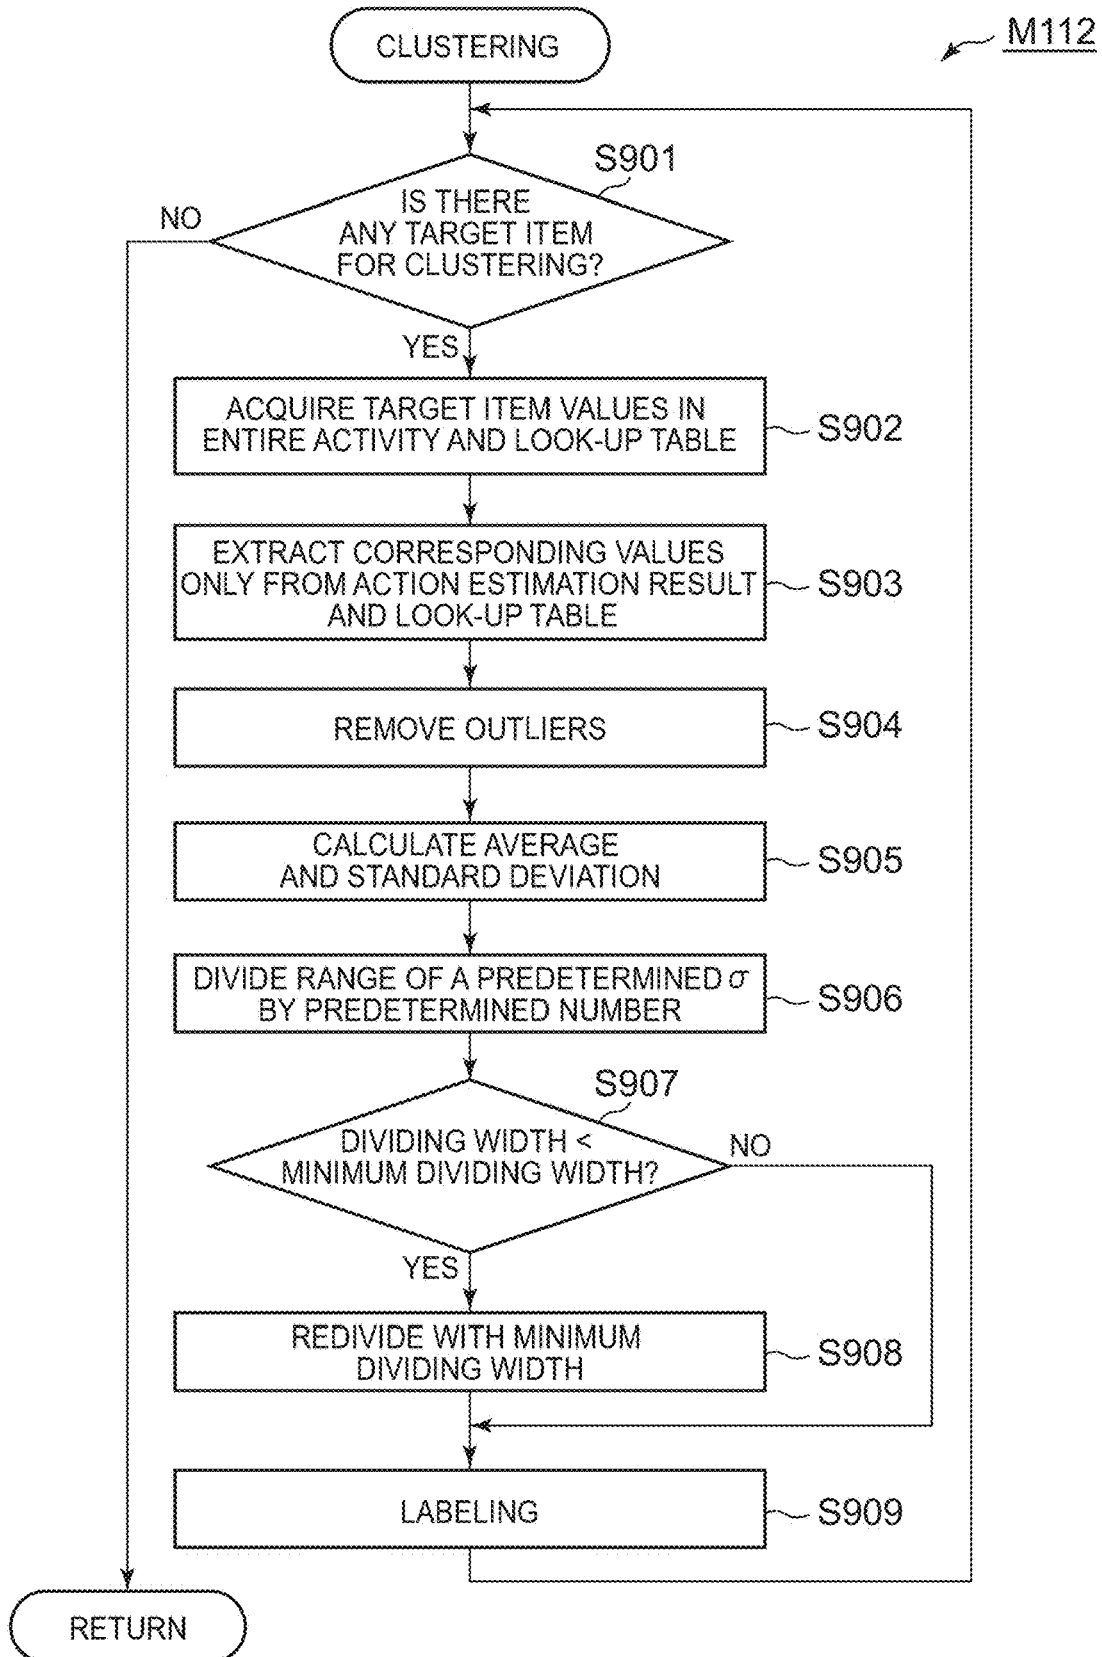 CLUSTERING
M112
S901
IS THERE
ANY TARGET ITEM
FOR CLUSTERING?
NO
YES
ACQUIRE TARGET ITEM VALUES IN
ENTIRE ACTIVITY AND LOOK-UP TABLE
S902
EXTRACT CORRESPONDING VALUES
ONLY FROM ACTION ESTIMATION RESULT
AND LOOK-UP TABLE
S903
REMOVE OUTLIERS
S904
CALCULATE AVERAGE
AND STANDARD DEVIATION
S905
DIVIDE RANGE OF A PREDETERMINED σ
BY PREDETERMINED NUMBER
S906
S907
DIVIDING WIDTH <
MINIMUM DIVIDING WIDTH?
NO
YES
REDIVIDE WITH MINIMUM
DIVIDING WIDTH
S908
LABELING
S909
RETURN